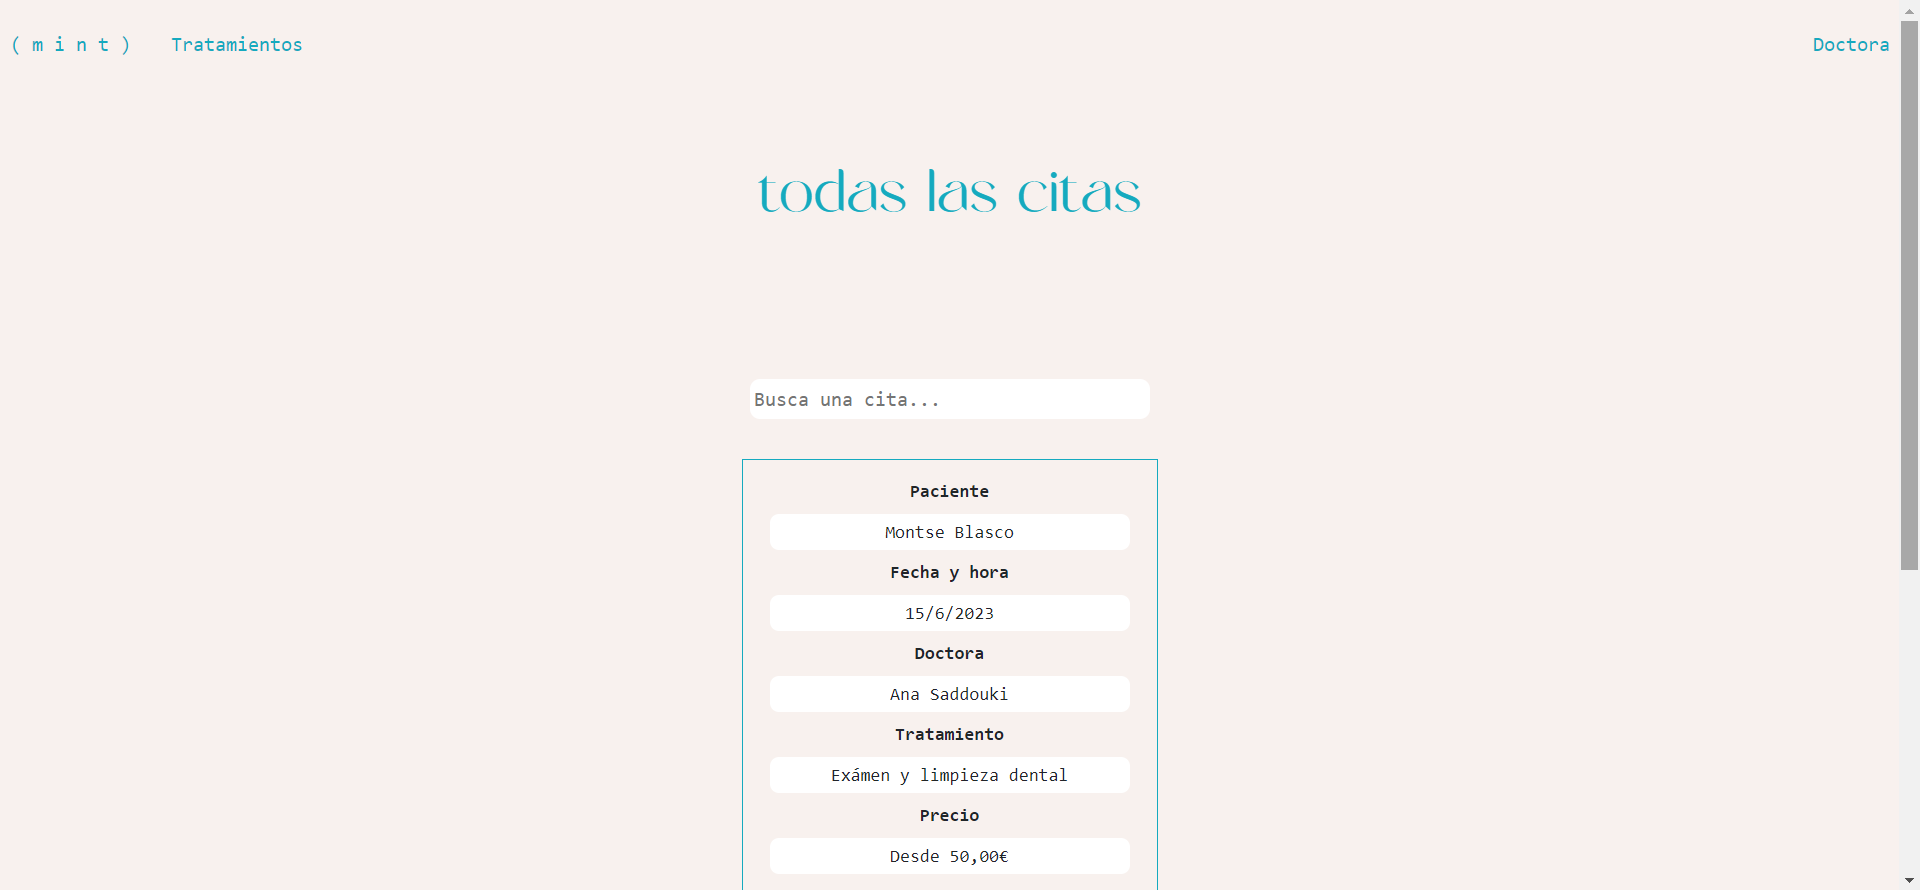 ( m i n t )
Tratamientos
Doctora
todas las citas
Busca una cita...
Paciente
Montse Blasco
Fecha y hora
15/6/2023
Doctora
Ana Saddouki
Tratamiento
Exámen y limpieza dental
Precio
Desde 50,00€